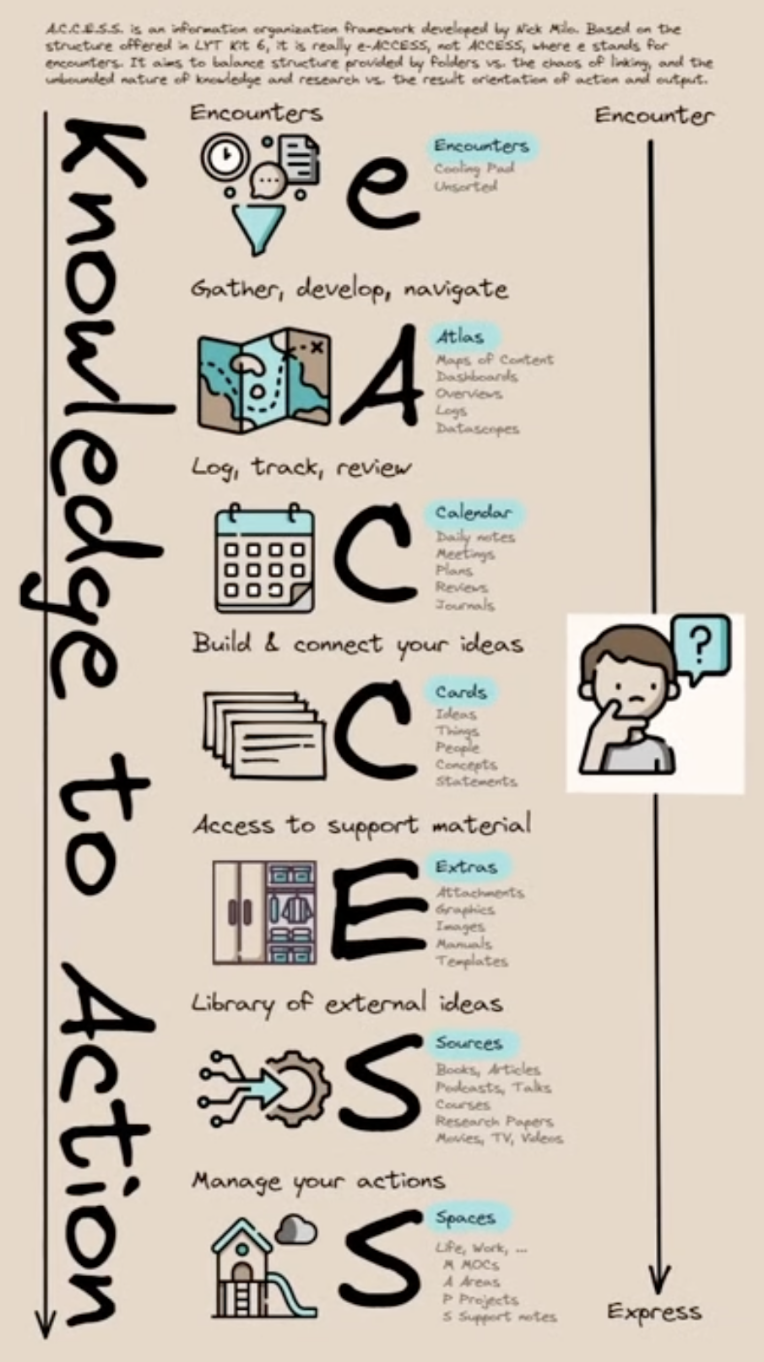 A.C.C.E.S.S. is an information organization framework developed by Nick Milo. Based on the
structure offered in LYT Kit 6, it is really e-ACCESS, not ACCESS, where e stands for
encounters. It aims to balance structure provided by folders vs. the chaos of linking, and the
unbounded nature of knowledge and research vs. the result orientation of action and output.
Knowledge to Action
Encounters
e
Encounters
Cooling Pad
Unsorted
Gather, develop, navigate
A
Atlas
Maps of Content
Dashboards
Overviews
Logs
Datascopes
Log, track, review
C
Calendar
Daily notes
Meetings
Plans
Reviews
Journals
Build & connect your ideas
C
Cards
Ideas
Things
People
Concepts
Statements
Access to support material
E
Extras
Attachments
Graphics
Images
Manuals
Templates
Library of external ideas
S
Sources
Books, Articles
Podcasts, Talks
Courses
Research Papers
Movies, TV, Videos
Manage your actions
S
Spaces
Life, Work, ...
M MOCs
A Areas
P Projects
S Support notes
Encounter
?
Express